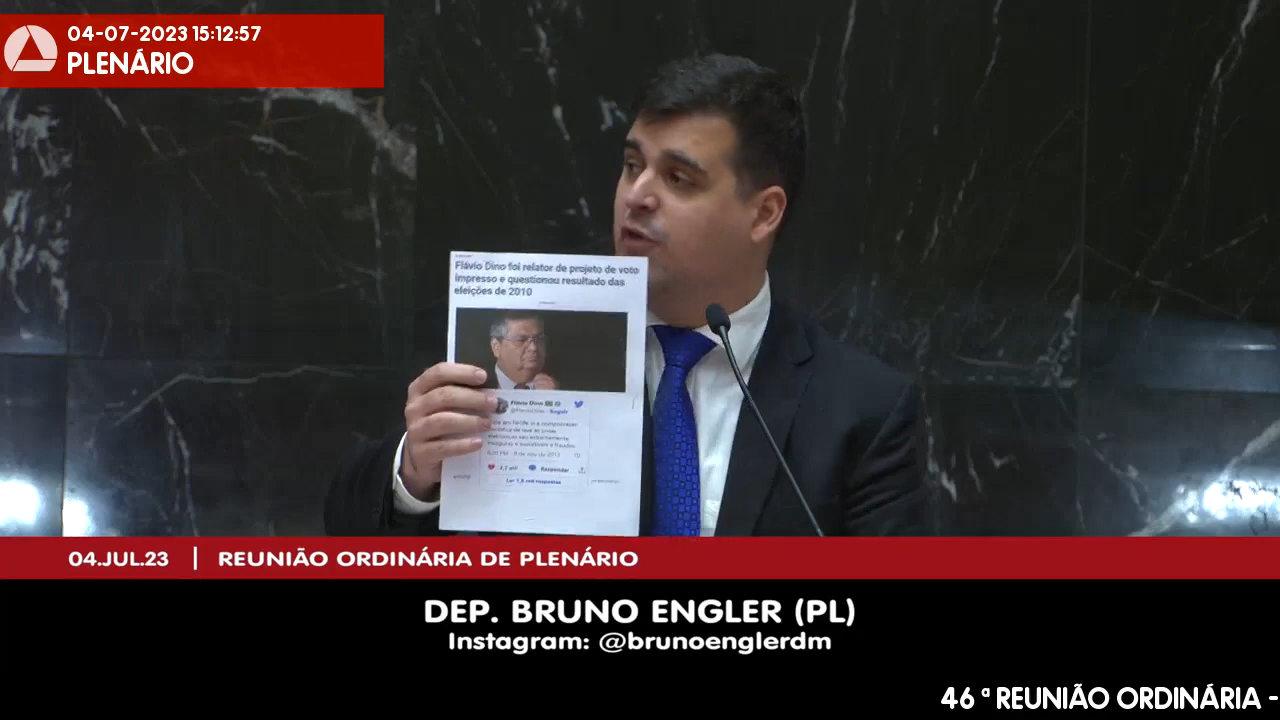 04-07-2023 15:12:57
PLENÁRIO
Flávio Dino foi relator de projeto de voto
impresso e questionou resultado das
eleições de 2010
Flávio Dino
Seguir
Responder
04.JUL.23 | REUNIÃO ORDINÁRIA DE PLENÁRIO
DEP. BRUNO ENGLER (PL)
Instagram: @brunoenglerdm
46 ª REUNIÃO ORDINÁRIA -